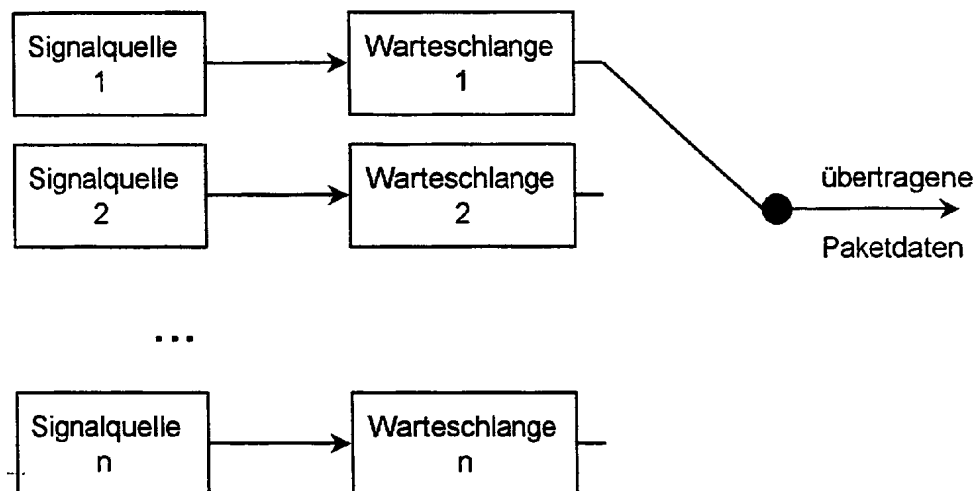 Signalquelle
1
Warteschlange
1
Signalquelle
2
Warteschlange
2
übertragene
Paketdaten
...
Signalquelle
n
Warteschlange
n